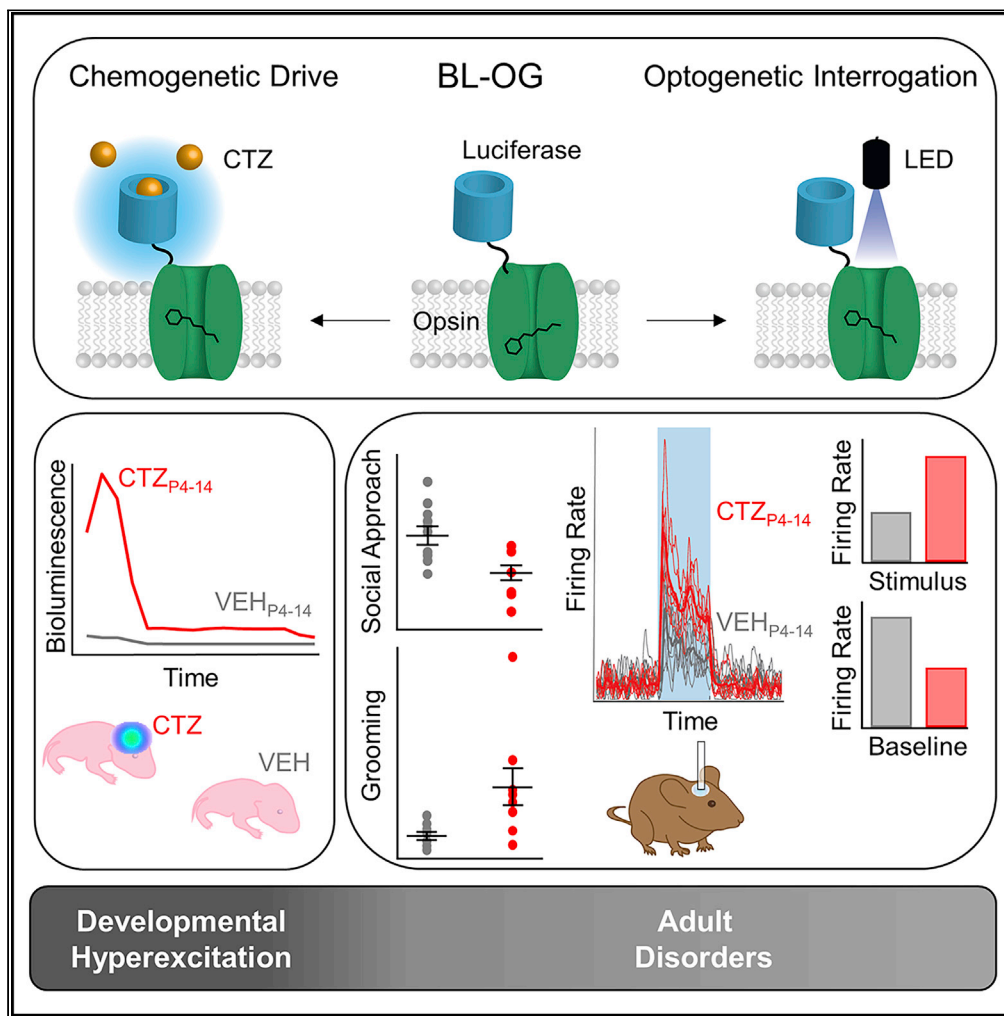 Chemogenetic Drive
BL-OG
Optogenetic Interrogation
CTZ
Luciferase
LED
Opsin
Bioluminescence
CTZP4-14
VEHP4-14
Time
CTZ
VEH
Social Approach
Grooming
Firing Rate
CTZP4-14
VEHP4-14
Time
Firing Rate
Stimulus
Firing Rate
Baseline
Developmental
Hyperexcitation
Adult
Disorders